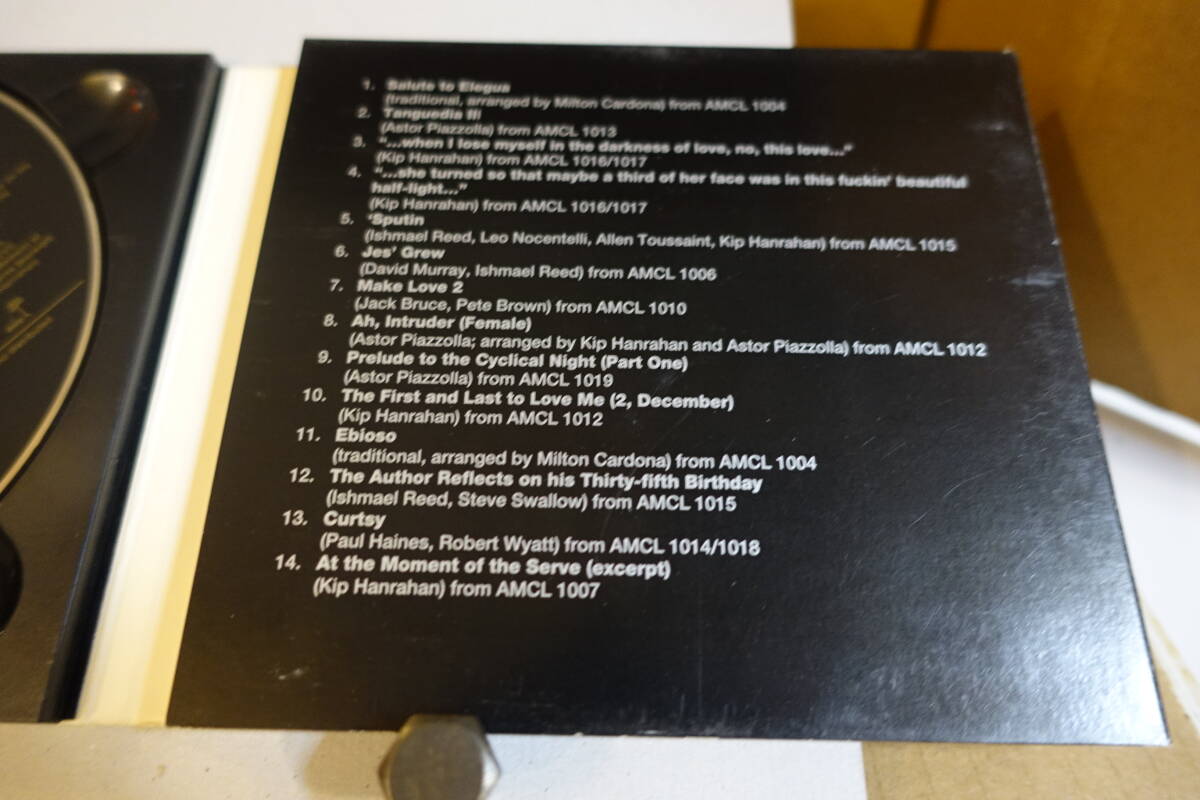 1. Salute to Elegua
(traditional, arranged by Milton Cardona) from AMCL 1004
2. Tanguedia III
(Astor Piazzolla) from AMCL 1013
3. "...when I lose myself in the darkness of love, no, this love..."
(Kip Hanrahan) from AMCL 1016/1017
4. "...she turned so that maybe a third of her face was in this fuckin' beautiful
half-light..."
(Kip Hanrahan) from AMCL 1016/1017
5. 'Sputin
(Ishmael Reed, Leo Nocentelli, Allen Toussaint, Kip Hanrahan) from AMCL 1015
6. Jes' Grew
(David Murray, Ishmael Reed) from AMCL 1006
7. Make Love 2
(Jack Bruce, Pete Brown) from AMCL 1010
8. Ah, Intruder (Female)
(Astor Piazzolla; arranged by Kip Hanrahan and Astor Piazzolla) from AMCL 1012
9. Prelude to the Cyclical Night (Part One)
(Astor Piazzolla) from AMCL 1019
10. The First and Last to Love Me (2, December)
(Kip Hanrahan) from AMCL 1012
11. Ebioso
(traditional, arranged by Milton Cardona) from AMCL 1004
12. The Author Reflects on his Thirty-fifth Birthday
(Ishmael Reed, Steve Swallow) from AMCL 1015
13. Curtsy
(Paul Haines, Robert Wyatt) from AMCL 1014/1018
14. At the Moment of the Serve (excerpt)
(Kip Hanrahan) from AMCL 1007